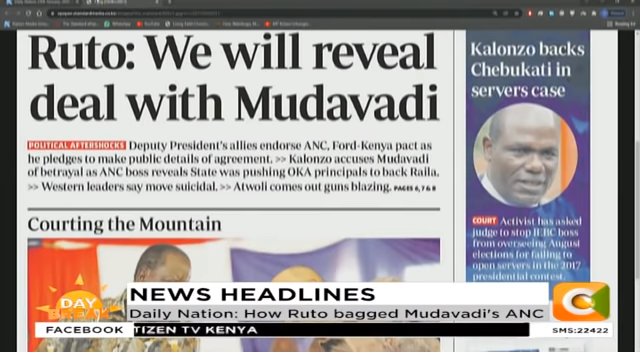 Ruto: We will reveal
deal with Mudavadi
POLITICAL AFTERSHOCKS Deputy President's allies endorse ANC, Ford-Kenya pact as
he pledges to make public details of agreement. >> Kalonzo accuses Mudavadi
of betrayal as ANC boss reveals State was pushing OKA principals to back Raila.
>> Western leaders say move suicidal. >> Atwoli comes out guns blazing. PAGES 6, 7 & 8
Courting the Mountain
Kalonzo backs
Chebukati in
servers case
COURT Activist has asked
judge to stop IEBC boss
from overseeing August
elections for failing to
open servers in the 2017
presidential contest.
DAY
BREAK
NEWS HEADLINES
Daily Nation: How Ruto bagged Mudavadi's ANC
FACEBOOK
TIZEN TV KENYA
SMS:22422